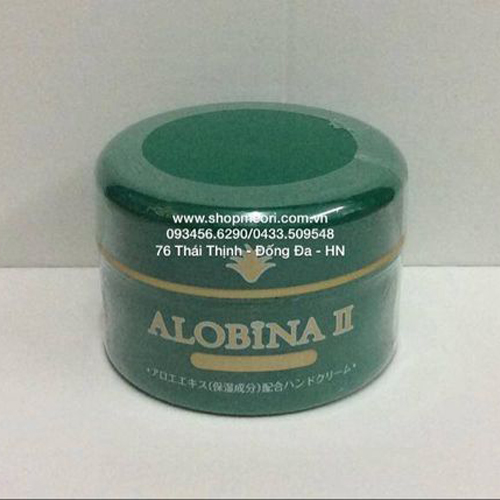 www.shopmeori.com.vn
093456.6290/0433.509548
76 Thái Thịnh - Đống Đa - HN
ALOBiNA II
・アロエエキス(保湿成分)配合ハンドクリーム・